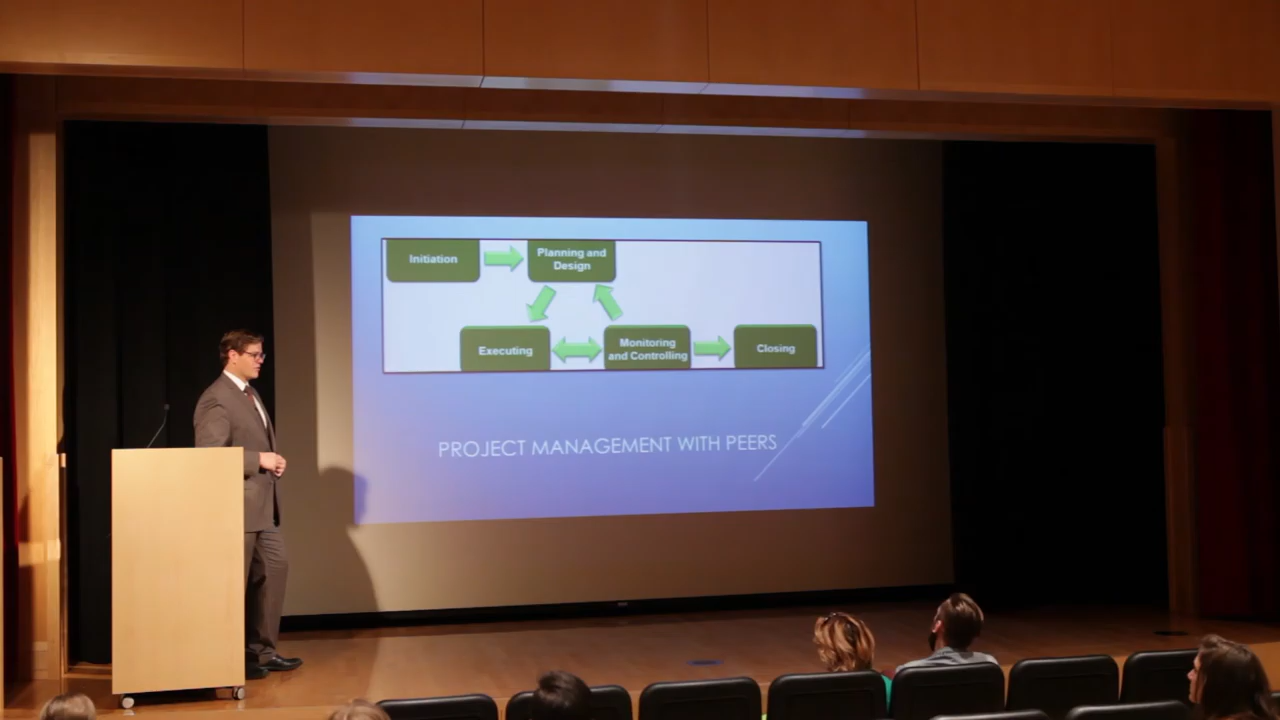 Initiation
Planning and
Design
Executing
Monitoring
and Controlling
Closing
PROJECT MANAGEMENT WITH PEERS